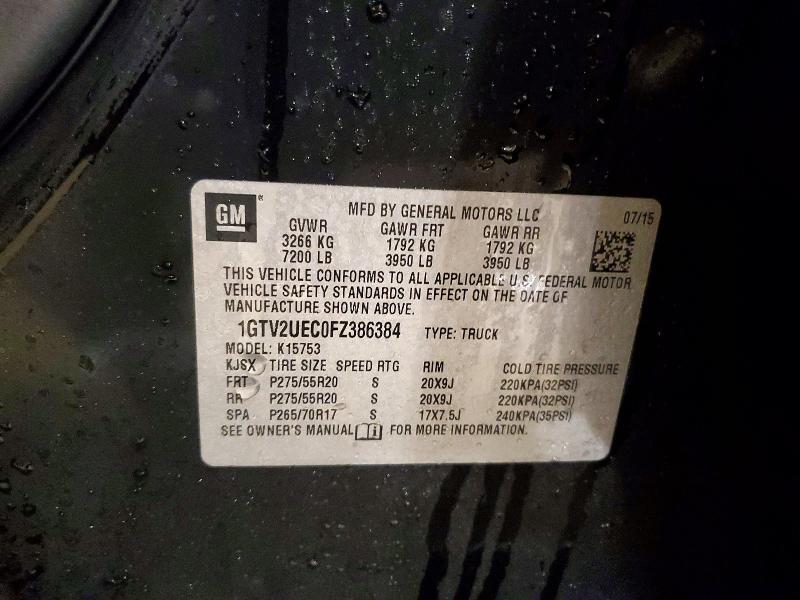 GM®
MFD BY GENERAL MOTORS LLC 07/15
GVWR GAWR FRT GAWR RR
3266 KG 1792 KG 1792 KG
7200 LB 3950 LB 3950 LB
THIS VEHICLE CONFORMS TO ALL APPLICABLE U.S. FEDERAL MOTOR
VEHICLE SAFETY STANDARDS IN EFFECT ON THE DATE OF
MANUFACTURE SHOWN ABOVE.
1GTV2UEC0FZ386384 TYPE: TRUCK
MODEL: K15753
KJSX TIRE SIZE SPEED RTG RIM COLD TIRE PRESSURE
FRT P275/55R20 S 20X9J 220KPA(32PSI)
RR P275/55R20 S 20X9J 220KPA(32PSI)
SPA P265/70R17 S 17X7.5J 240KPA(35PSI)
SEE OWNER'S MANUAL FOR MORE INFORMATION.